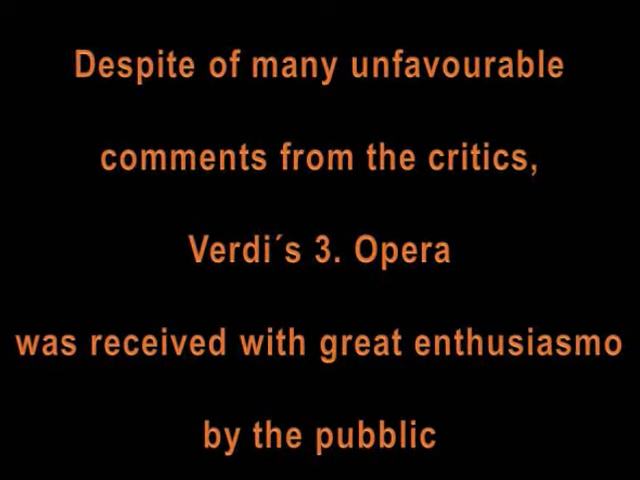 Despite of many unfavourable
comments from the critics,
Verdi´s 3. Opera
was received with great enthusiasmo
by the pubblic